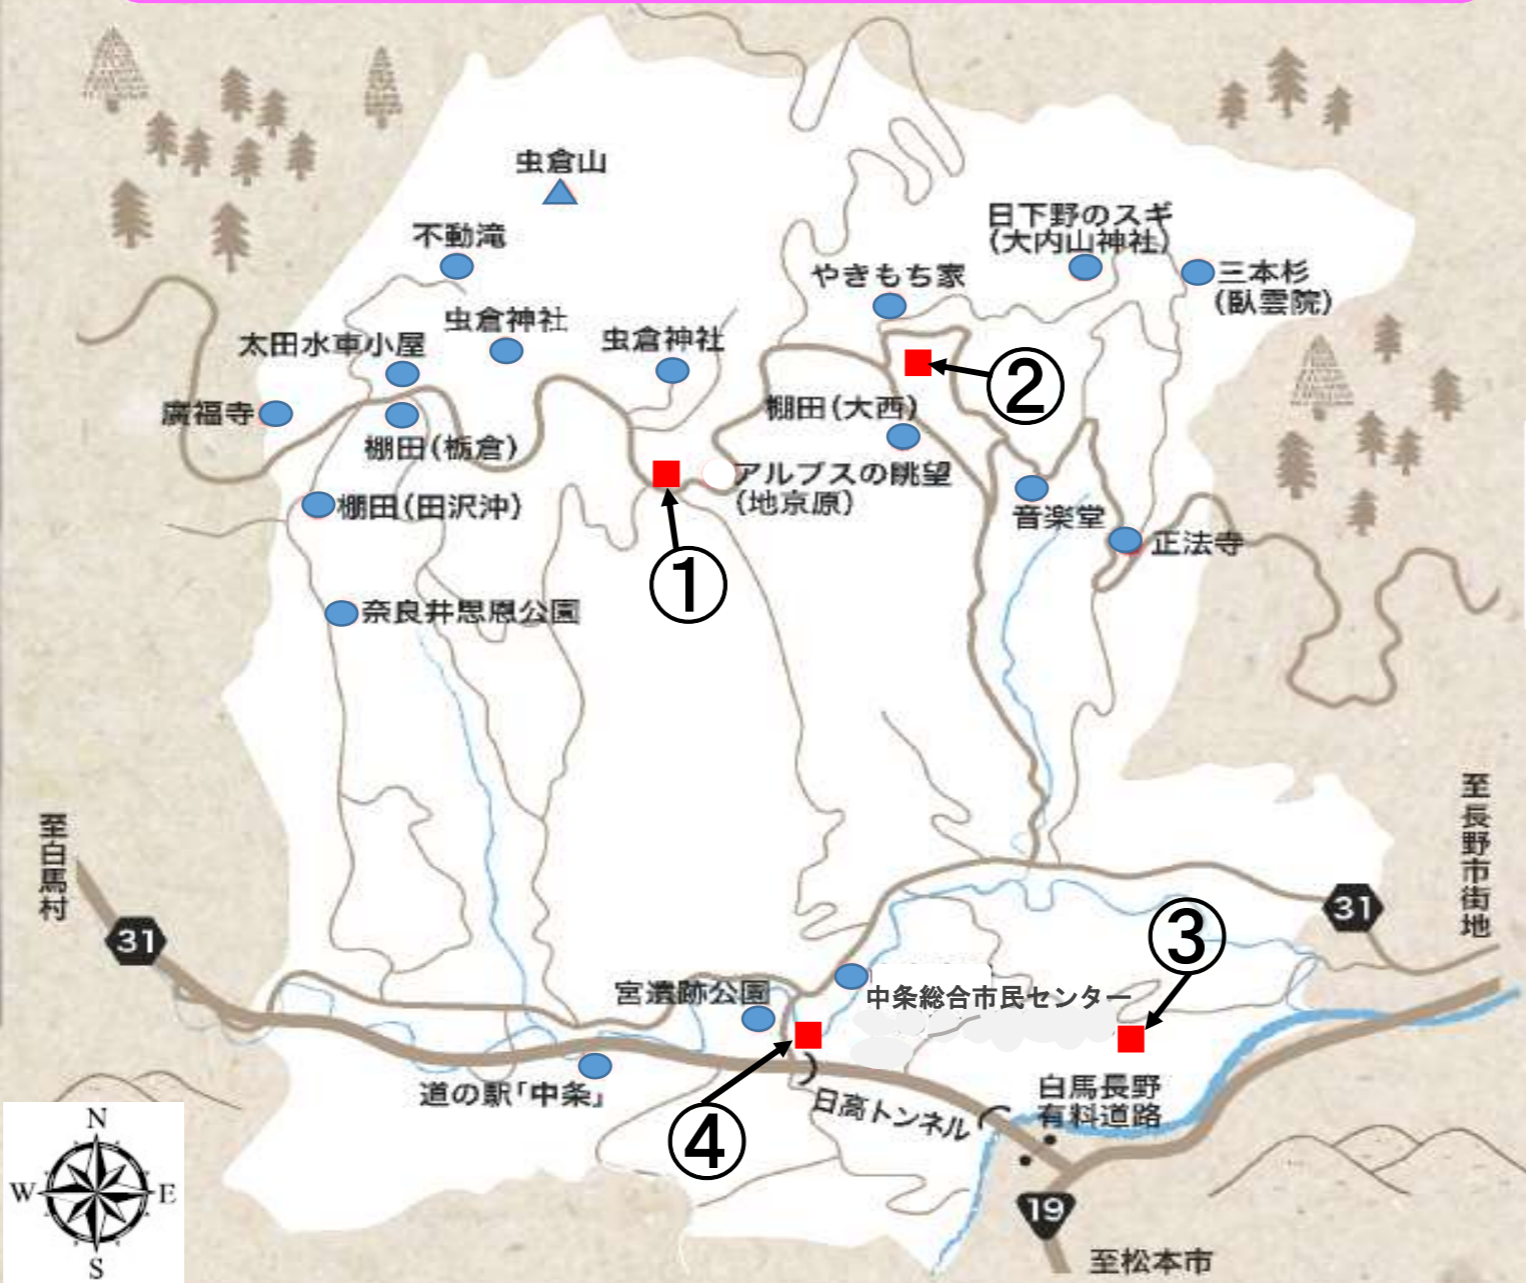 虫倉山
不動滝
日下野のスギ
(大内山神社)
三本杉
(臥雲院)
やきもち家
虫倉神社
虫倉神社
太田水車小屋
②
廣福寺
棚田(大西)
棚田(栃倉)
アルプスの眺望
(地京原)
棚田(田沢沖)
音楽堂
正法寺
①
奈良井思恩公園
至白馬村
至長野市街地
31
31
③
宮遺跡公園
中条総合市民センター
道の駅「中条」
白馬長野
有料道路
日高トンネル
④
19
至松本市
N
W
E
S